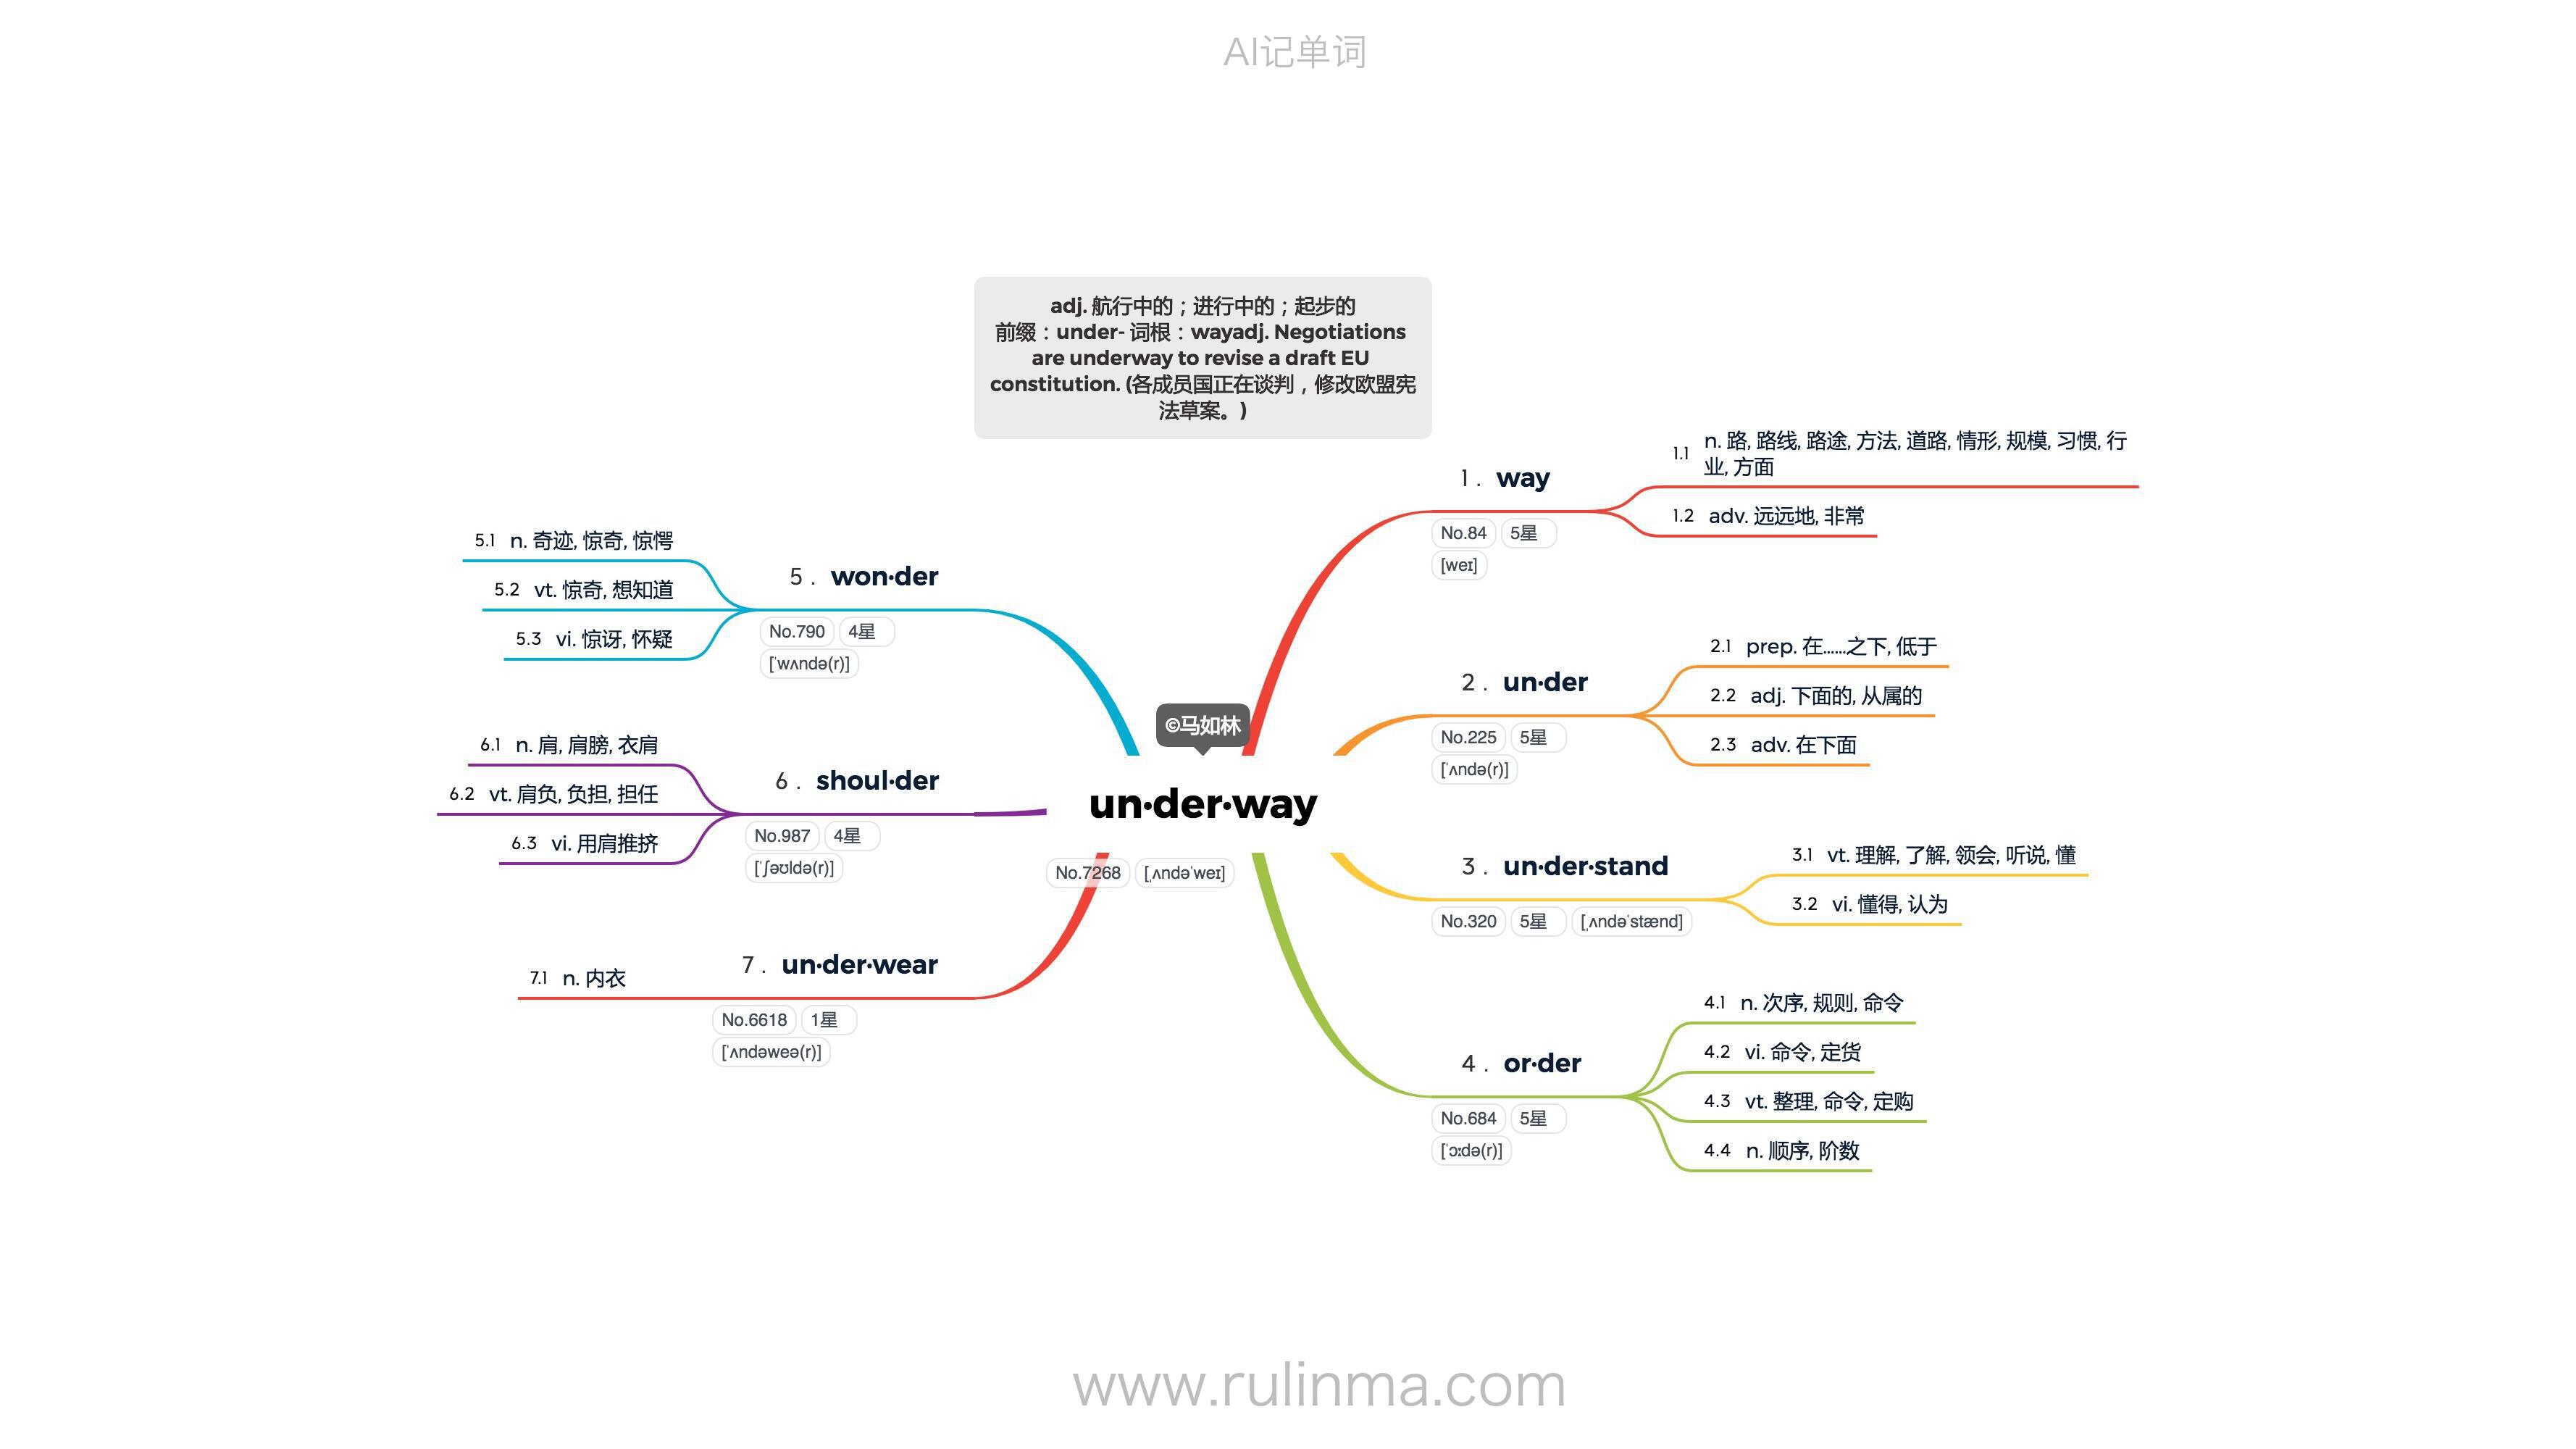 AI记单词
adj. 航行中的；进行中的；起步的
前缀：under- 词根：wayadj. Negotiations
are underway to revise a draft EU
constitution. (各成员国正在谈判，修改欧盟宪
法草案。)
©马如林
un·der·way
No.7268 [ˌʌndəˈweɪ]
1. way
No.84 5星
[weɪ]
1.1 n. 路, 路线, 路途, 方法, 道路, 情形, 规模, 习惯, 行
业, 方面
1.2 adv. 远远地, 非常
2. un·der
No.225 5星
[ˈʌndə(r)]
2.1 prep. 在……之下, 低于
2.2 adj. 下面的, 从属的
2.3 adv. 在下面
3. un·der·stand
No.320 5星 [ˌʌndəˈstænd]
3.1 vt. 理解, 了解, 领会, 听说, 懂
3.2 vi. 懂得, 认为
4. or·der
No.684 5星
[ˈɔːdə(r)]
4.1 n. 次序, 规则, 命令
4.2 vi. 命令, 定货
4.3 vt. 整理, 命令, 定购
4.4 n. 顺序, 阶数
5. won·der
No.790 4星
[ˈwʌndə(r)]
5.1 n. 奇迹, 惊奇, 惊愕
5.2 vt. 惊奇, 想知道
5.3 vi. 惊讶, 怀疑
6. shoul·der
No.987 4星
[ˈʃəʊldə(r)]
6.1 n. 肩, 肩膀, 衣肩
6.2 vt. 肩负, 负担, 担任
6.3 vi. 用肩推挤
7. un·der·wear
No.6618 1星
[ˈʌndəweə(r)]
7.1 n. 内衣
www.rulinma.com